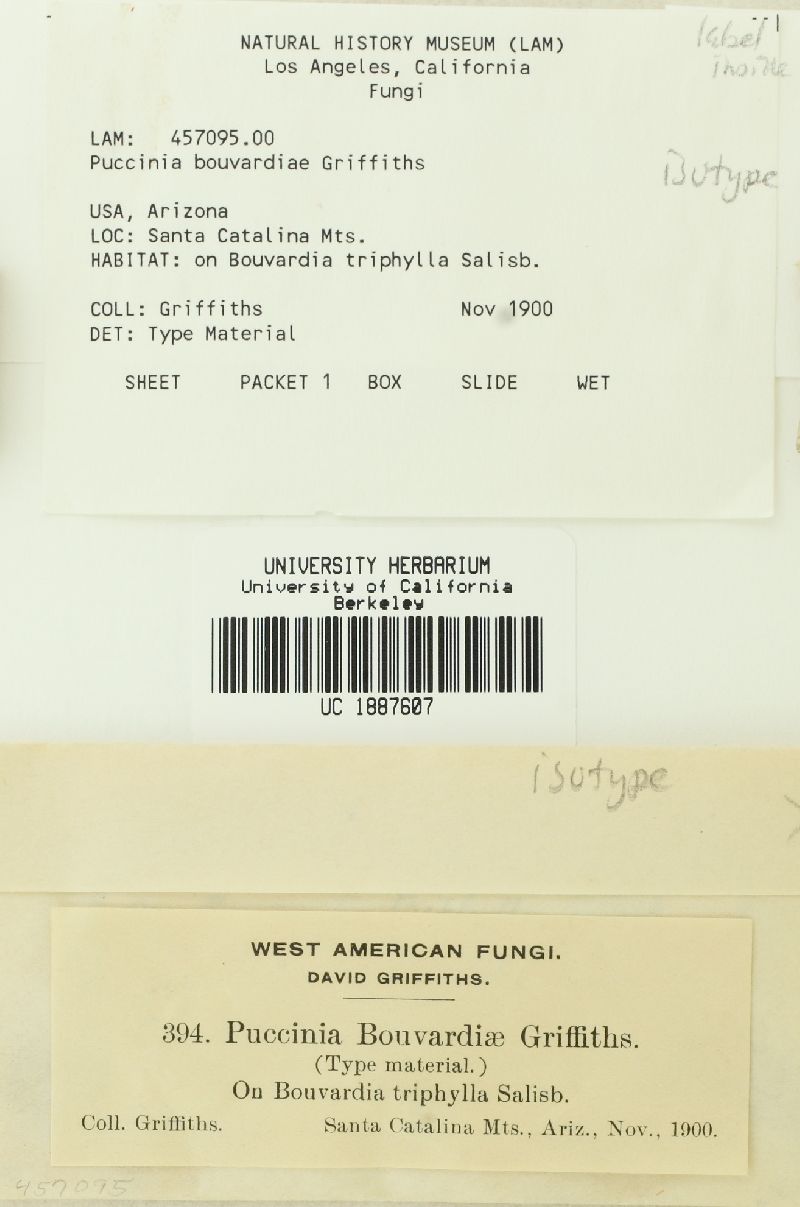 label
inside
NATURAL HISTORY MUSEUM (LAM)
Los Angeles, California
Fungi
LAM: 457095.00
Puccinia bouvardiae Griffiths
isotype
USA, Arizona
LOC: Santa Catalina Mts.
HABITAT: on Bouvardia triphylla Salisb.
COLL: Griffiths Nov 1900
DET: Type Material
SHEET PACKET 1 BOX SLIDE WET
UNIVERSITY HERBARIUM
University of California
Berkeley
UC 1887607
isotype
WEST AMERICAN FUNGI.
DAVID GRIFFITHS.
394. Puccinia Bouvardiæ Griffiths.
(Type material.)
On Bouvardia triphylla Salisb.
Coll. Griffiths. Santa Catalina Mts., Ariz., Nov., 1900.
457095